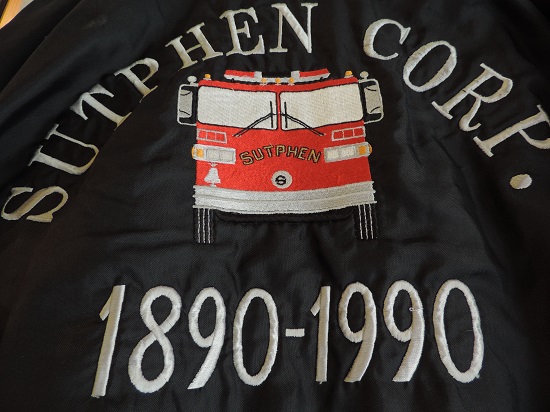 SUTPHEN CORP.
SUTPHEN
S
1890-1990